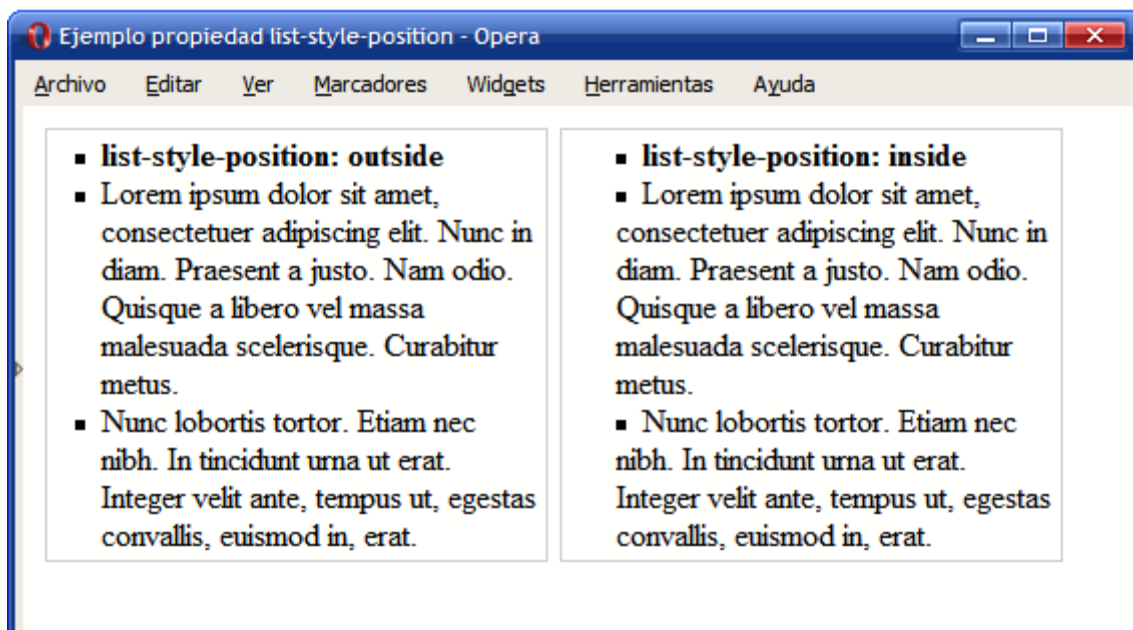 Ejemplo propiedad list-style-position - Opera
Archivo Editar Ver Marcadores Widgets Herramientas Ayuda
list-style-position: outside
Lorem ipsum dolor sit amet,
consectetuer adipiscing elit. Nunc in
diam. Praesent a justo. Nam odio.
Quisque a libero vel massa
malesuada scelerisque. Curabitur
metus.
Nunc lobortis tortor. Etiam nec
nibh. In tincidunt urna ut erat.
Integer velit ante, tempus ut, egestas
convallis, euismod in, erat.
list-style-position: inside
Lorem ipsum dolor sit amet,
consectetuer adipiscing elit. Nunc in
diam. Praesent a justo. Nam odio.
Quisque a libero vel massa
malesuada scelerisque. Curabitur
metus.
Nunc lobortis tortor. Etiam nec
nibh. In tincidunt urna ut erat.
Integer velit ante, tempus ut, egestas
convallis, euismod in, erat.